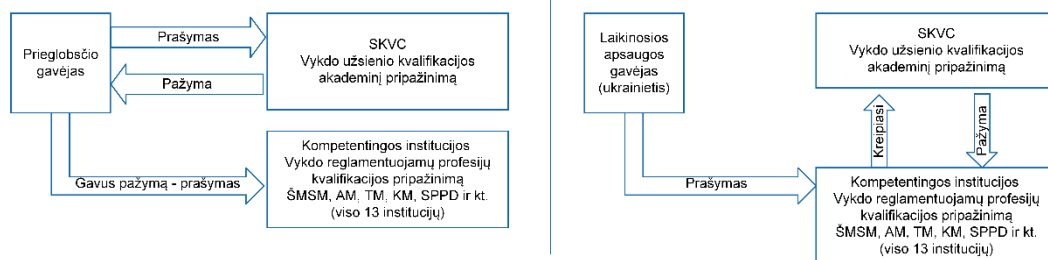 Prieglobsčio
gavėjas
Prašymas
Pažyma
SKVC
Vykdo užsienio kvalifikacijos
akademinį pripažinimą
Gavus pažymą - prašymas
Kompetentingos institucijos
Vykdo reglamentuojamų profesijų
kvalifikacijos pripažinimą
ŠMSM, AM, TM, KM, SPPD ir kt.
(viso 13 institucijų)
Laikinosios
apsaugos
gavėjas
(ukrainietis)
SKVC
Vykdo užsienio kvalifikacijos
akademinį pripažinimą
Kreipiasi
Pažyma
Prašymas
Kompetentingos institucijos
Vykdo reglamentuojamų profesijų
kvalifikacijos pripažinimą
ŠMSM, AM, TM, KM, SPPD ir kt.
(viso 13 institucijų)